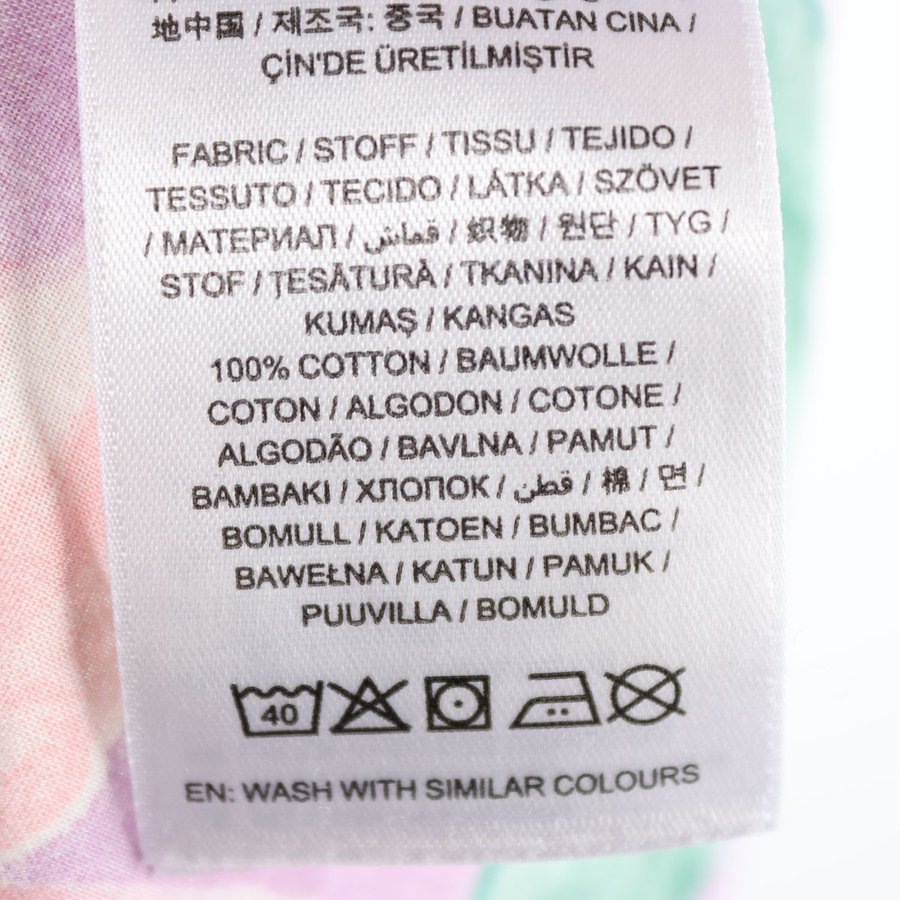 地中国 / 제조국: 중국 / BUATAN CINA /
ÇİN'DE ÜRETİLMİŞTİR
FABRIC / STOFF / TISSU / TEJIDO /
TESSUTO / TECIDO / LÁTKA / SZÖVET
/ МАТЕРИАЛ / قماش / 织物 / 원단 / TYG /
STOF / ȚESĂTURĂ / TKANINA / KAIN /
KUMAŞ / KANGAS
100% COTTON / BAUMWOLLE /
COTON / ALGODON / COTONE /
ALGODÃO / BAVLNA / PAMUT /
BAMBAKI / ХЛОПОК / قطن / 棉 / 면 /
BOMULL / KATOEN / BUMBAC /
BAWEŁNA / KATUN / PAMUK /
PUUVILLA / BOMULD
40
EN: WASH WITH SIMILAR COLOURS